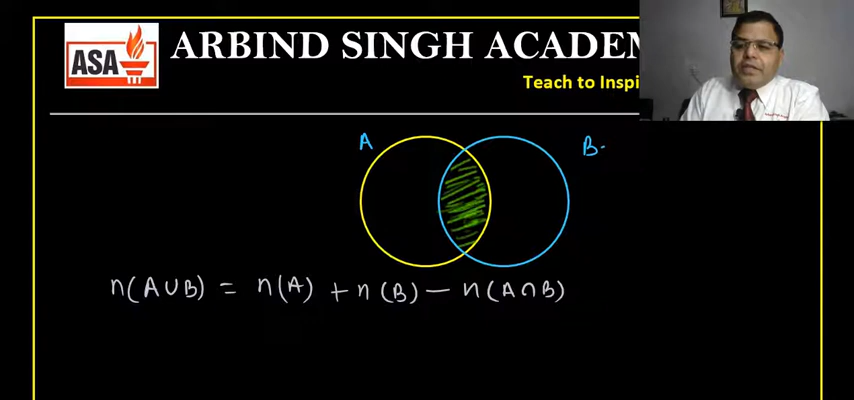 ASA
ARBIND SINGH ACADEM
Teach to Inspi
A
B
n(A∪B) = n(A) + n(B) − n(A∩B)